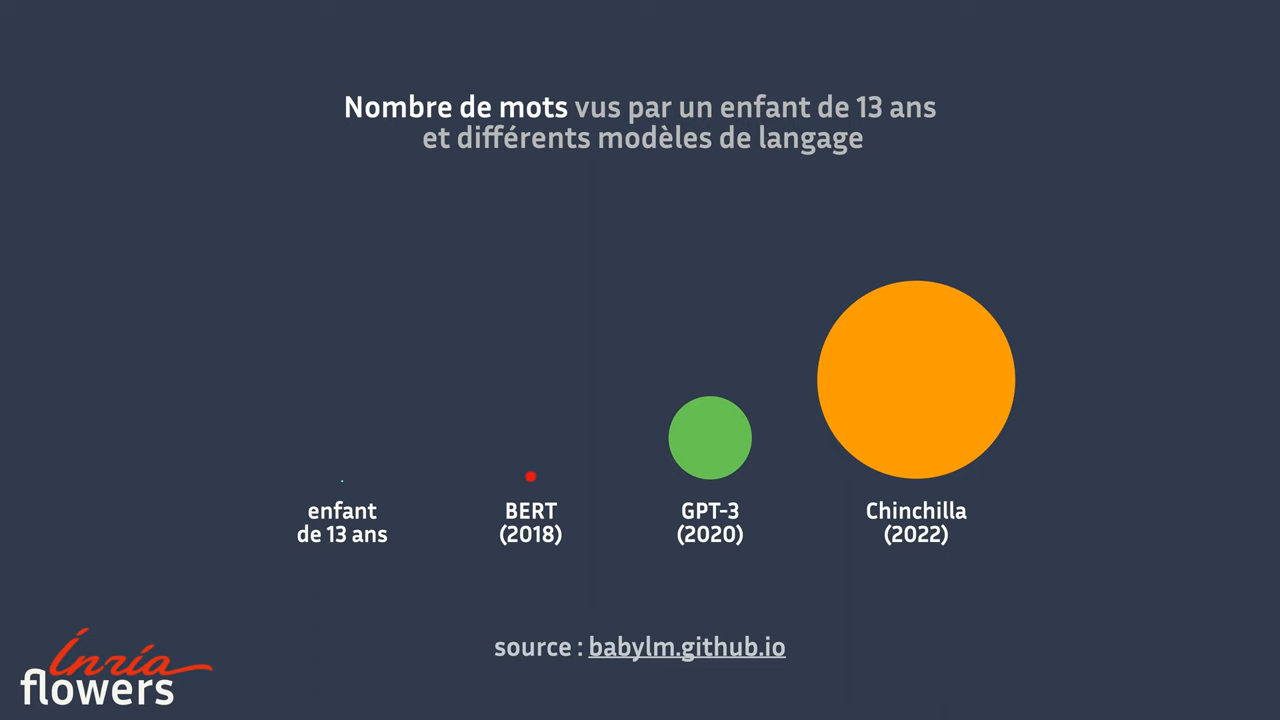 Nombre de mots vus par un enfant de 13 ans
et différents modèles de langage
enfant
de 13 ans
BERT
(2018)
GPT-3
(2020)
Chinchilla
(2022)
source : babylm.github.io
Inria
flowers